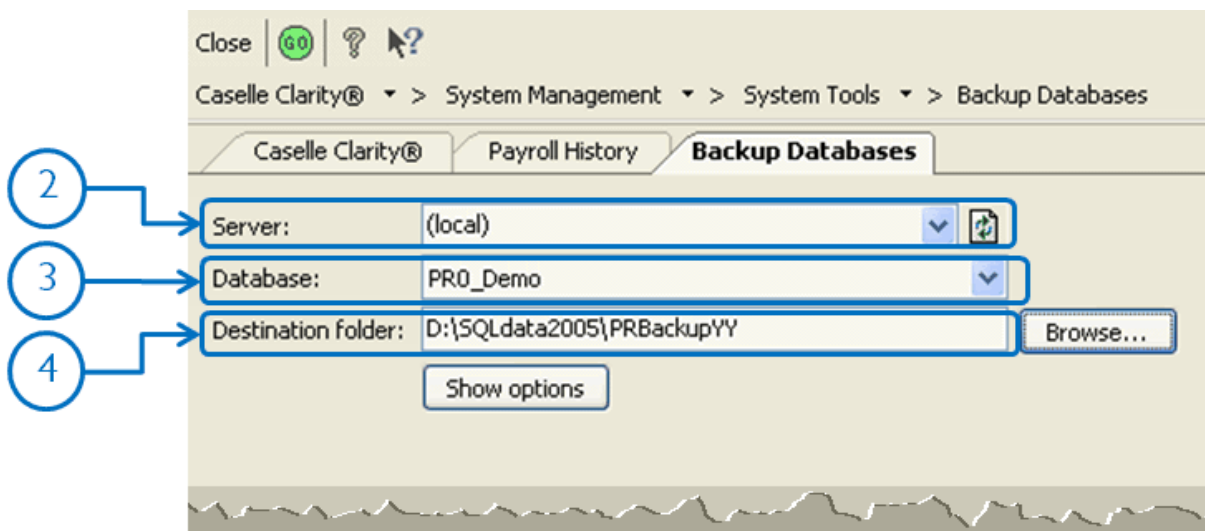 Close GO ? ?
Caselle Clarity® > System Management > System Tools > Backup Databases
Caselle Clarity® Payroll History Backup Databases
2 Server: (local)
3 Database: PR0_Demo
4 Destination folder: D:\SQLdata2005\PRBackupYY Browse...
Show options